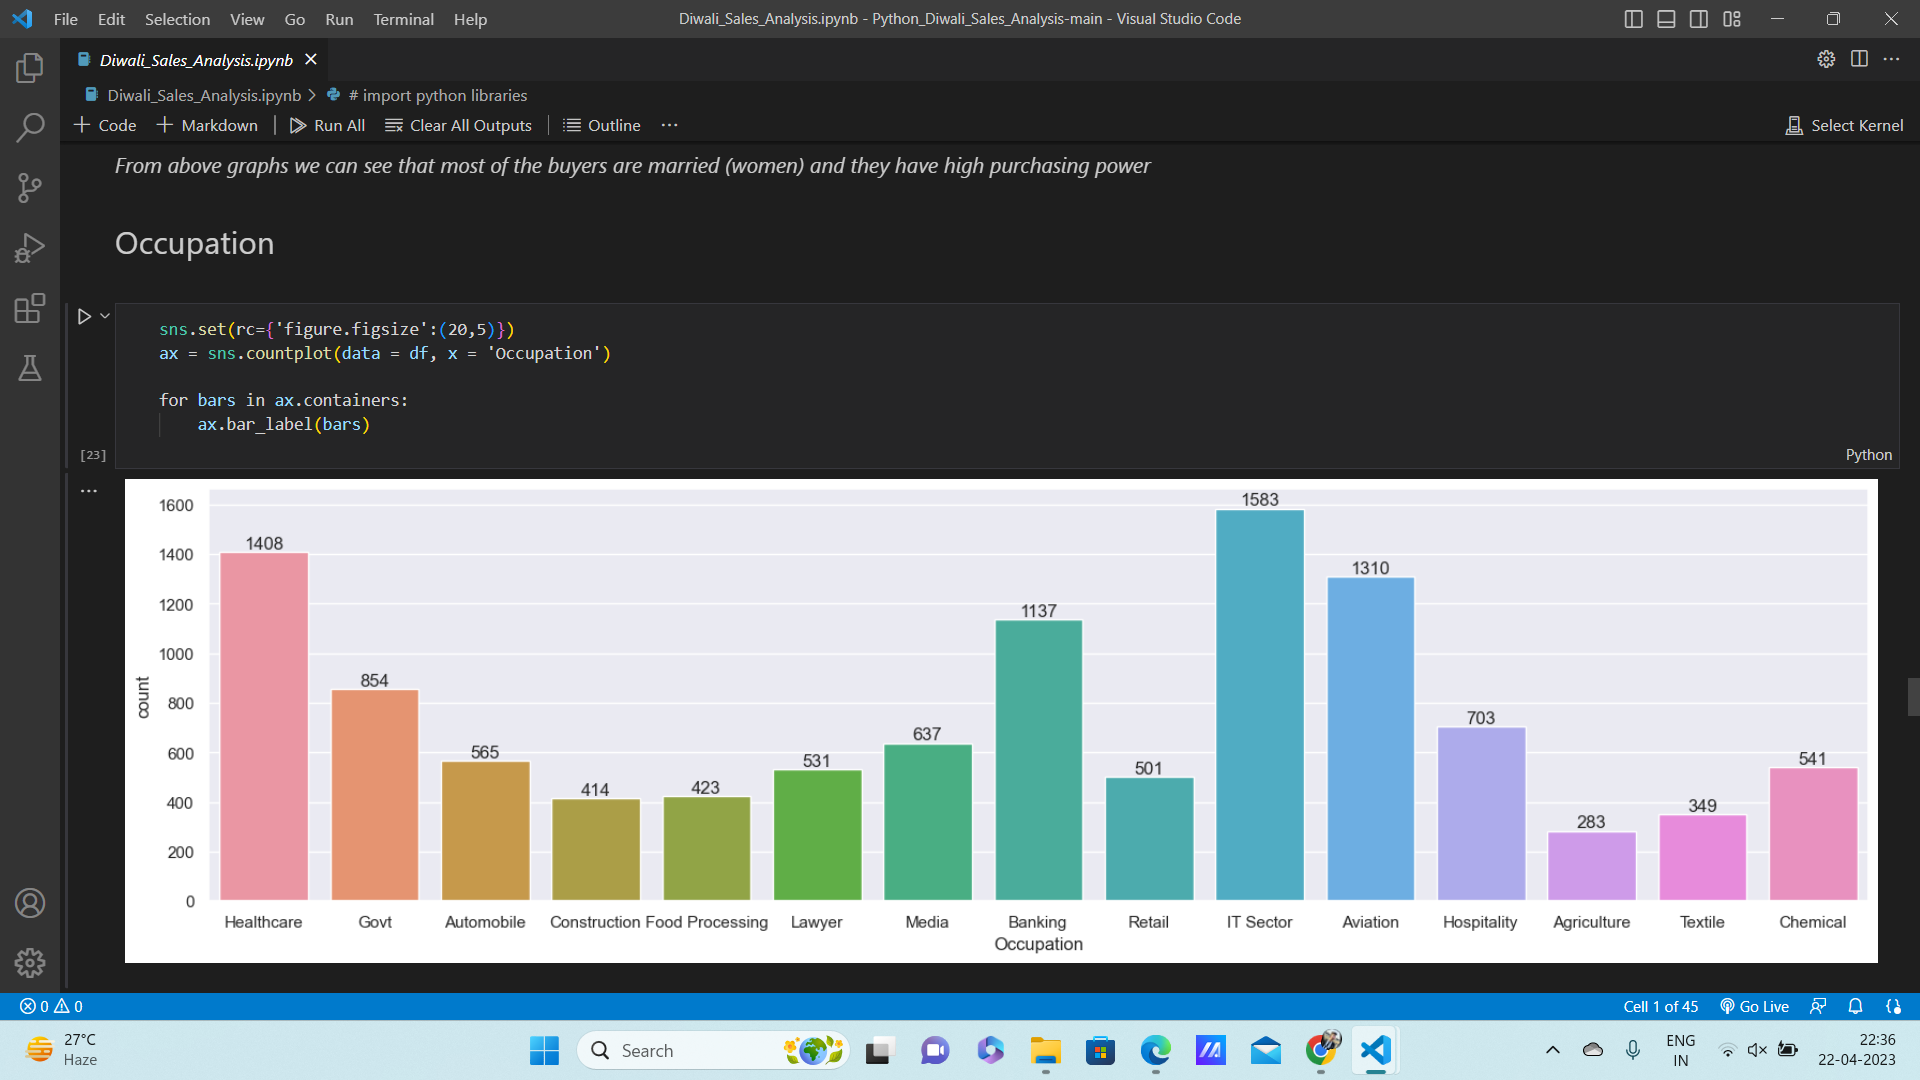 File Edit Selection View Go Run Terminal Help
Diwali_Sales_Analysis.ipynb - Python_Diwali_Sales_Analysis-main - Visual Studio Code
Diwali_Sales_Analysis.ipynb
Diwali_Sales_Analysis.ipynb > # import python libraries
+ Code + Markdown Run All Clear All Outputs Outline ... Select Kernel
From above graphs we can see that most of the buyers are married (women) and they have high purchasing power
Occupation
sns.set(rc={'figure.figsize':(20,5)})
ax = sns.countplot(data = df, x = 'Occupation')
for bars in ax.containers:
    ax.bar_label(bars)
[23]
Python
1600
1400
1200
1000
800
600
400
200
0
count
1408
854
565
414
423
531
637
1137
501
1583
1310
703
283
349
541
Healthcare Govt Automobile Construction Food Processing Lawyer Media Banking Retail IT Sector Aviation Hospitality Agriculture Textile Chemical
Occupation
0 0
Cell 1 of 45 Go Live
27°C
Haze
Search
ENG
IN
22:36
22-04-2023